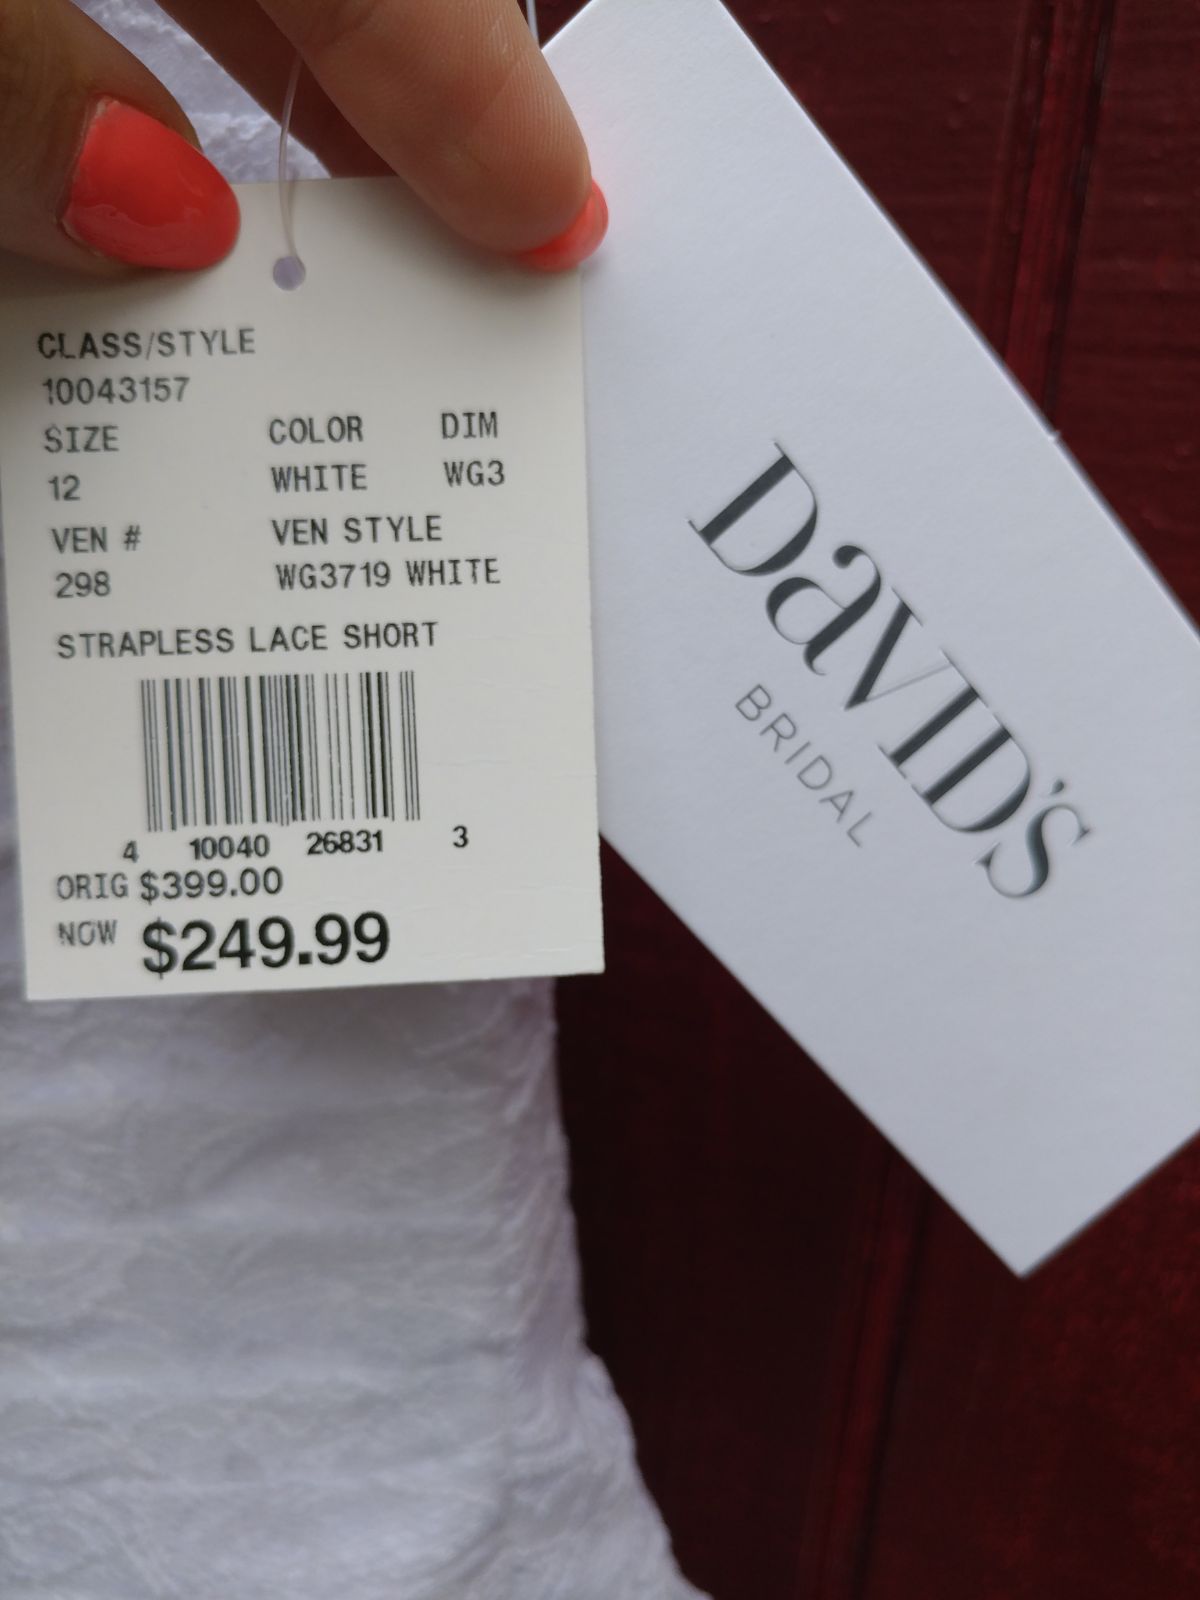 CLASS/STYLE
10043157
SIZE COLOR DIM
12 WHITE WG3
VEN # VEN STYLE
298 WG3719 WHITE
STRAPLESS LACE SHORT
4 10040 26831 3
ORIG $399.00
NOW $249.99
DAVID'S
BRIDAL